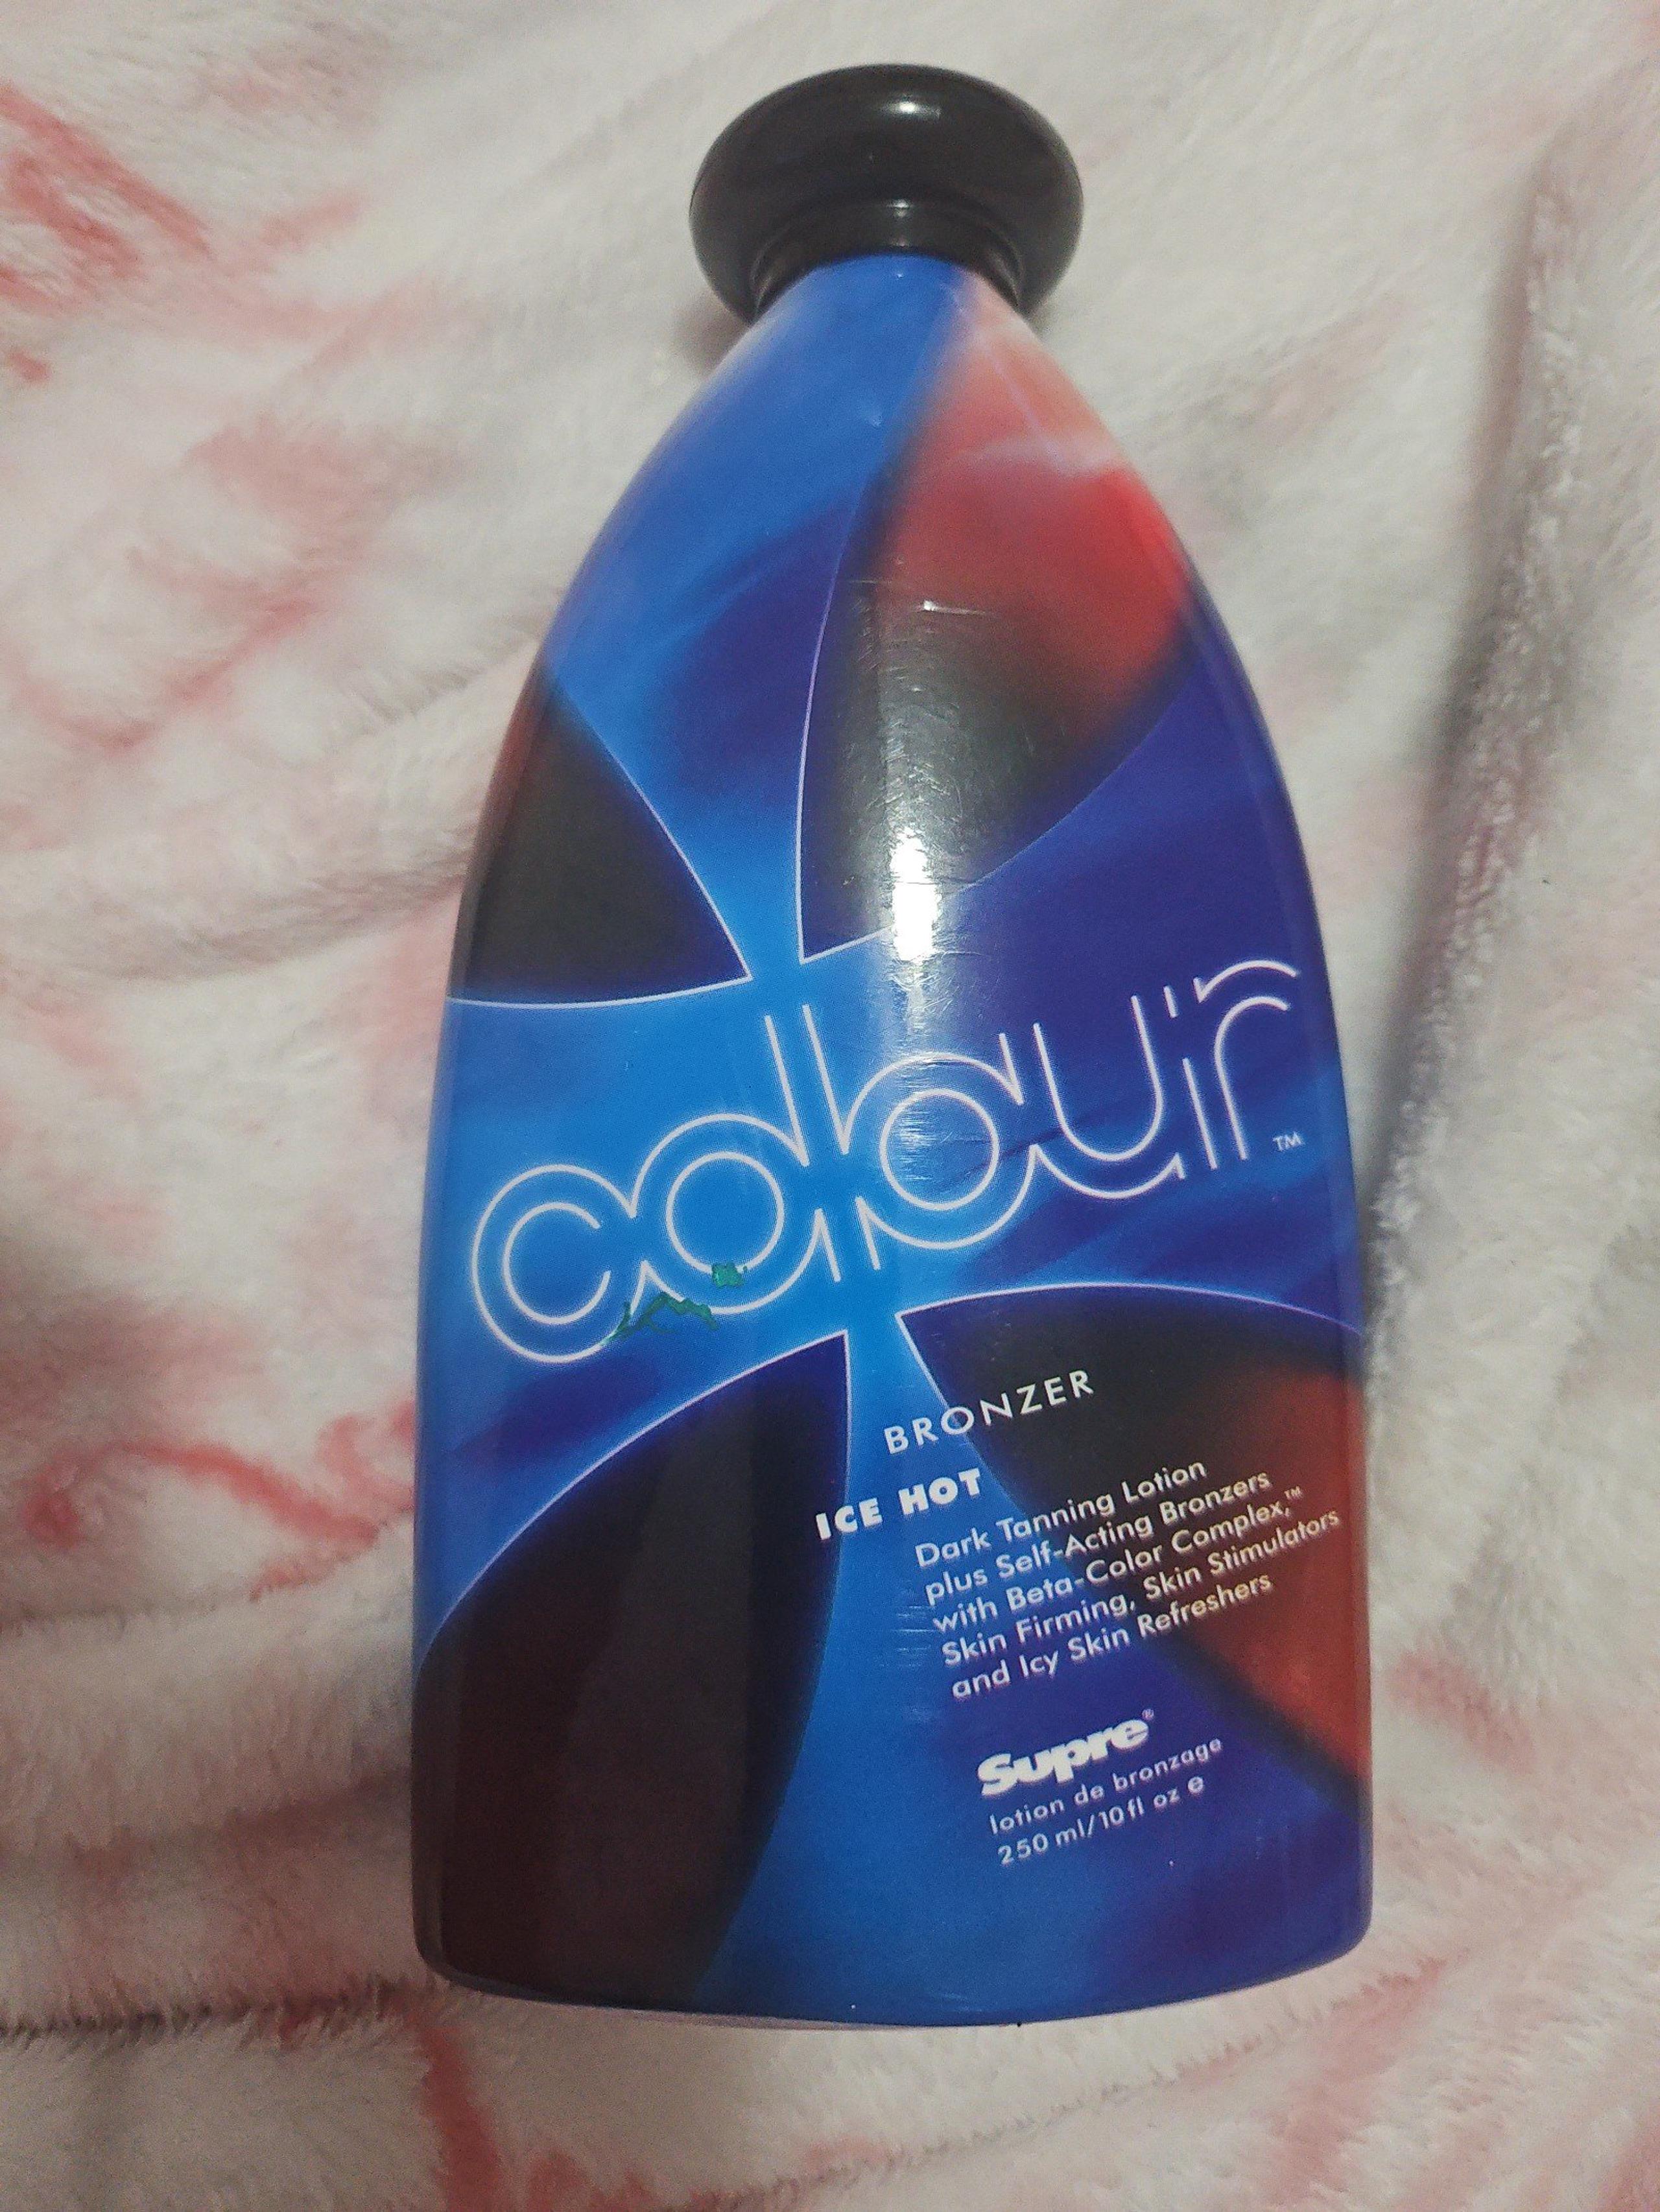 colour™
BRONZER
ICE HOT
Dark Tanning Lotion
plus Self-Acting Bronzers
with Beta-Color Complex,™
Skin Firming, Skin Stimulators
and Icy Skin Refreshers
Supre®
lotion de bronzage
250 ml/10 fl oz e